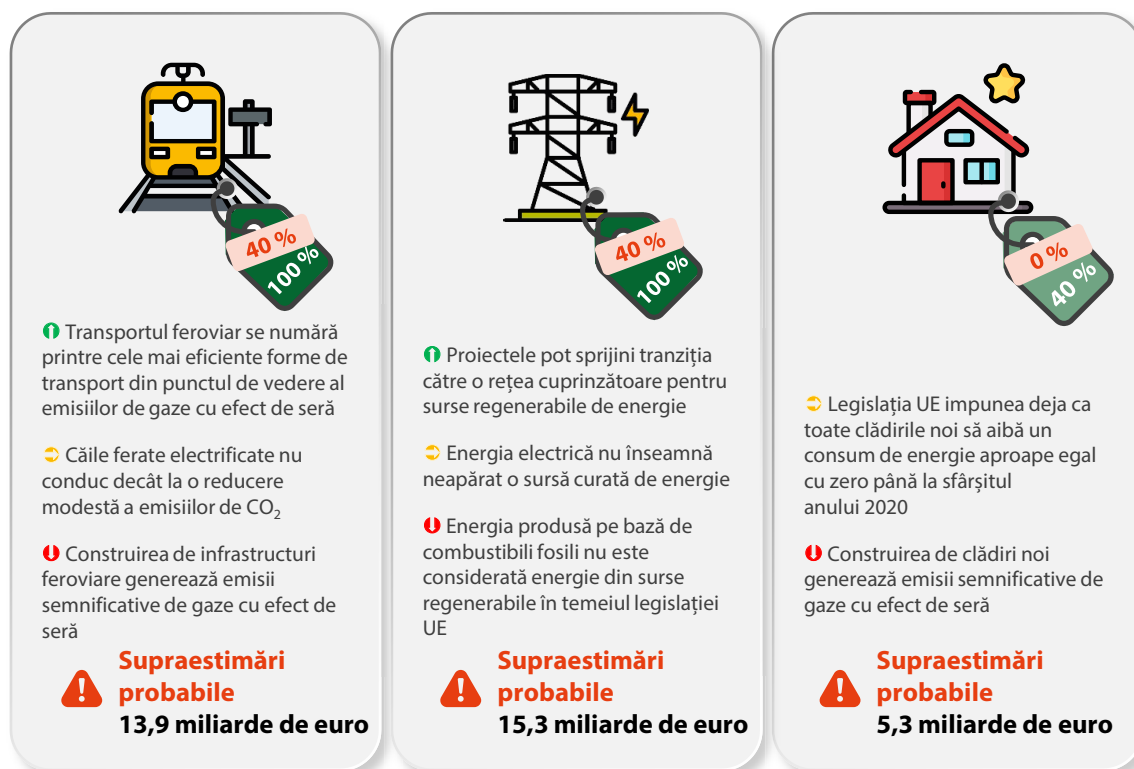 40 %
100 %
Transportul feroviar se numără
printre cele mai eficiente forme de
transport din punctul de vedere al
emisiilor de gaze cu efect de seră
Căile ferate electrificate nu
conduc decât la o reducere
modestă a emisiilor de CO₂
Construirea de infrastructuri
feroviare generează emisii
semnificative de gaze cu efect de
seră
Supraestimări
probabile
13,9 miliarde de euro
40 %
100 %
Proiectele pot sprijini tranziția
către o rețea cuprinzătoare pentru
surse regenerabile de energie
Energia electrică nu înseamnă
neapărat o sursă curată de energie
Energia produsă pe bază de
combustibili fosili nu este
considerată energie din surse
regenerabile în temeiul legislației
UE
Supraestimări
probabile
15,3 miliarde de euro
0 %
40 %
Legislația UE impunea deja ca
toate clădirile noi să aibă un
consum de energie aproape egal
cu zero până la sfârșitul
anului 2020
Construirea de clădiri noi
generează emisii semnificative de
gaze cu efect de seră
Supraestimări
probabile
5,3 miliarde de euro